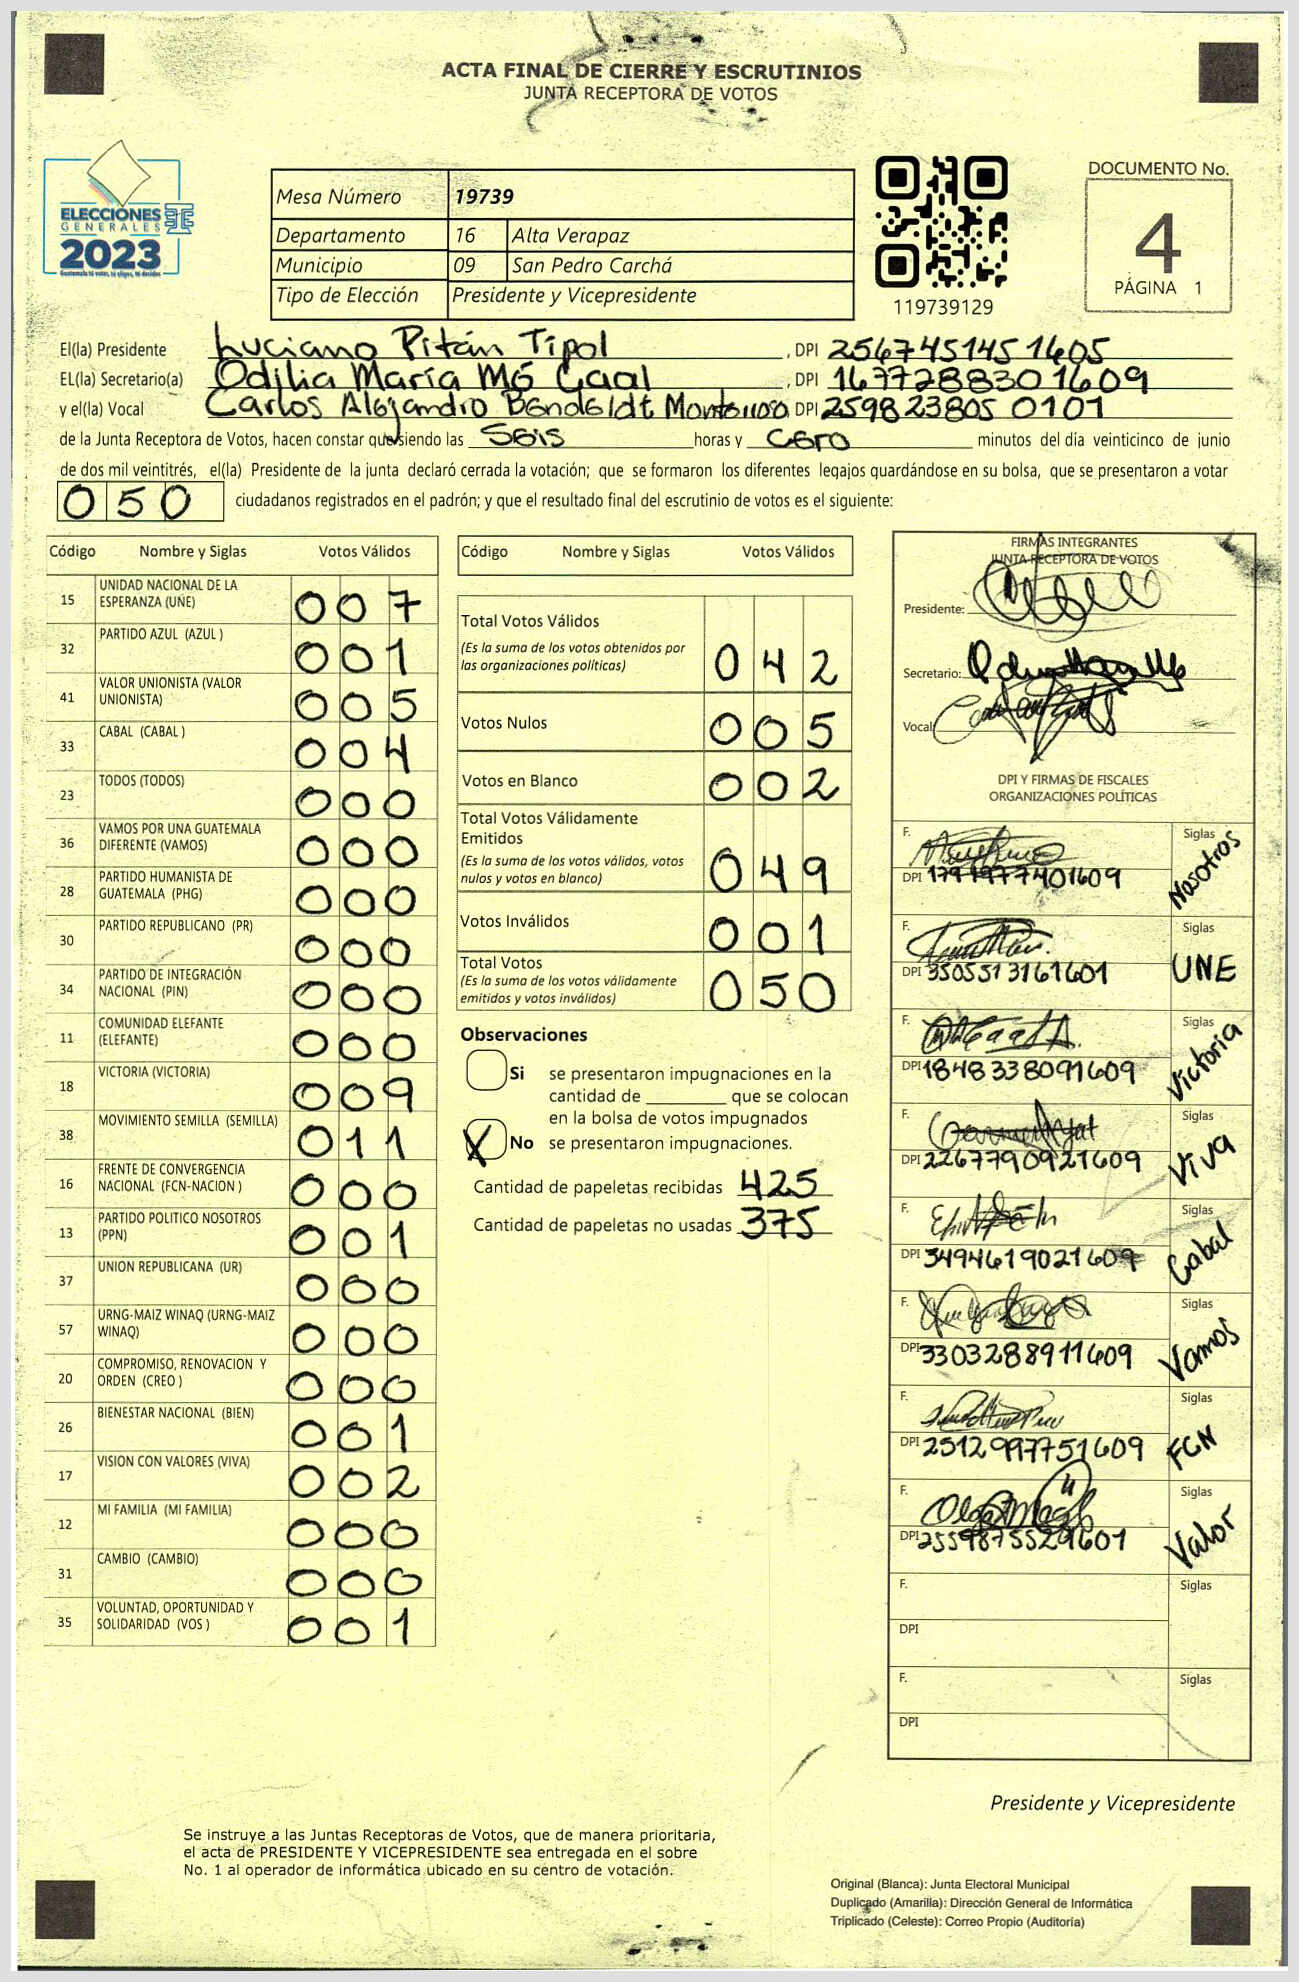 ACTA FINAL DE CIERRE Y ESCRUTINIOS
JUNTA RECEPTORA DE VOTOS
ELECCIONES
GENERALES
2023
Mesa Número 19739
Departamento 16 Alta Verapaz
Municipio 09 San Pedro Carchá
Tipo de Elección Presidente y Vicepresidente
119739129
DOCUMENTO No.
4
PÁGINA 1
El(la) Presidente Luciano Pitán Tipol , DPI 2567451451605
EL(la) Secretario(a) Odilia María Mó Caal , DPI 1677288301609
y el(la) Vocal Carlos Alejandro Bendeldt DPI 2598238050101
de la Junta Receptora de Votos, hacen constar que siendo las Seis horas y cero minutos del día veinticinco de junio
de dos mil veintitrés, el(la) Presidente de la junta declaró cerrada la votación; que se formaron los diferentes legajos guardándose en su bolsa, que se presentaron a votar
050 ciudadanos registrados en el padrón; y que el resultado final del escrutinio de votos es el siguiente:
Código Nombre y Siglas Votos Válidos
15 UNIDAD NACIONAL DE LA ESPERANZA (UNE) 007
32 PARTIDO AZUL (AZUL ) 001
41 VALOR UNIONISTA (VALOR UNIONISTA) 005
33 CABAL (CABAL ) 004
23 TODOS (TODOS) 000
36 VAMOS POR UNA GUATEMALA DIFERENTE (VAMOS) 000
28 PARTIDO HUMANISTA DE GUATEMALA (PHG) 000
30 PARTIDO REPUBLICANO (PR) 000
34 PARTIDO DE INTEGRACIÓN NACIONAL (PIN) 000
11 COMUNIDAD ELEFANTE (ELEFANTE) 000
18 VICTORIA (VICTORIA) 009
38 MOVIMIENTO SEMILLA (SEMILLA) 011
16 FRENTE DE CONVERGENCIA NACIONAL (FCN-NACION ) 000
13 PARTIDO POLITICO NOSOTROS (PPN) 001
37 UNION REPUBLICANA (UR) 000
57 URNG-MAIZ WINAQ (URNG-MAIZ WINAQ) 000
20 COMPROMISO, RENOVACION Y ORDEN (CREO ) 000
26 BIENESTAR NACIONAL (BIEN) 001
17 VISION CON VALORES (VIVA) 002
12 MI FAMILIA (MI FAMILIA) 000
31 CAMBIO (CAMBIO) 000
35 VOLUNTAD, OPORTUNIDAD Y SOLIDARIDAD (VOS ) 001
Código Nombre y Siglas Votos Válidos
Total Votos Válidos 042
(Es la suma de los votos obtenidos por
las organizaciones políticas)
Votos Nulos 005
Votos en Blanco 002
Total Votos Válidamente
Emitidos 049
(Es la suma de los votos válidos, votos
nulos y votos en blanco)
Votos Inválidos 001
Total Votos 050
(Es la suma de los votos válidamente
emitidos y votos inválidos)
Observaciones
Si se presentaron impugnaciones en la
cantidad de ________ que se colocan
en la bolsa de votos impugnados
X No se presentaron impugnaciones.
Cantidad de papeletas recibidas 425
Cantidad de papeletas no usadas 375
FIRMAS INTEGRANTES
JUNTA RECEPTORA DE VOTOS
Presidente:
Secretario:
Vocal:
DPI Y FIRMAS DE FISCALES
ORGANIZACIONES POLÍTICAS
F. Siglas Nosotros
DPI
F. Siglas UNE
DPI 3505513161601
F. Siglas Victoria
DPI 1848338091609
F. Siglas Viva
DPI 2267790921609
F. Siglas Cabal
DPI 3494619021609
F. Siglas Vamos
DPI 3303288911609
F. Siglas FCN
DPI 2512997751609
F. Siglas Valor
DPI 2559875529601
F. Siglas
DPI
F. Siglas
DPI
Presidente y Vicepresidente
Se instruye a las Juntas Receptoras de Votos, que de manera prioritaria,
el acta de PRESIDENTE Y VICEPRESIDENTE sea entregada en el sobre
No. 1 al operador de informática ubicado en su centro de votación.
Original (Blanca): Junta Electoral Municipal
Duplicado (Amarilla): Dirección General de Informática
Triplicado (Celeste): Correo Propio (Auditoría)